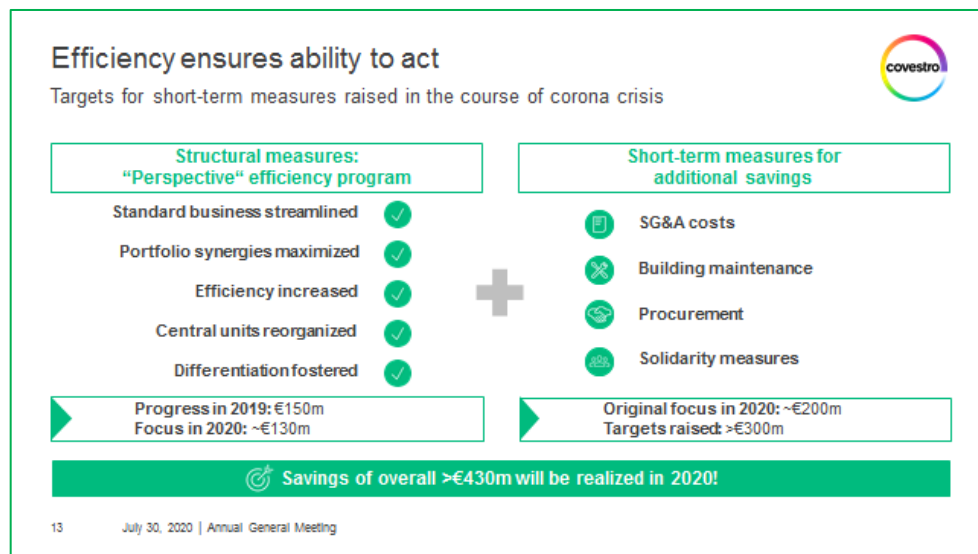 Efficiency ensures ability to act
covestro
Targets for short-term measures raised in the course of corona crisis
Structural measures:
“Perspective“ efficiency program
Standard business streamlined
Portfolio synergies maximized
Efficiency increased
Central units reorganized
Differentiation fostered
Progress in 2019: €150m
Focus in 2020: ~€130m
Short-term measures for
additional savings
SG&A costs
Building maintenance
Procurement
Solidarity measures
Original focus in 2020: ~€200m
Targets raised: >€300m
Savings of overall >€430m will be realized in 2020!
13 July 30, 2020 | Annual General Meeting